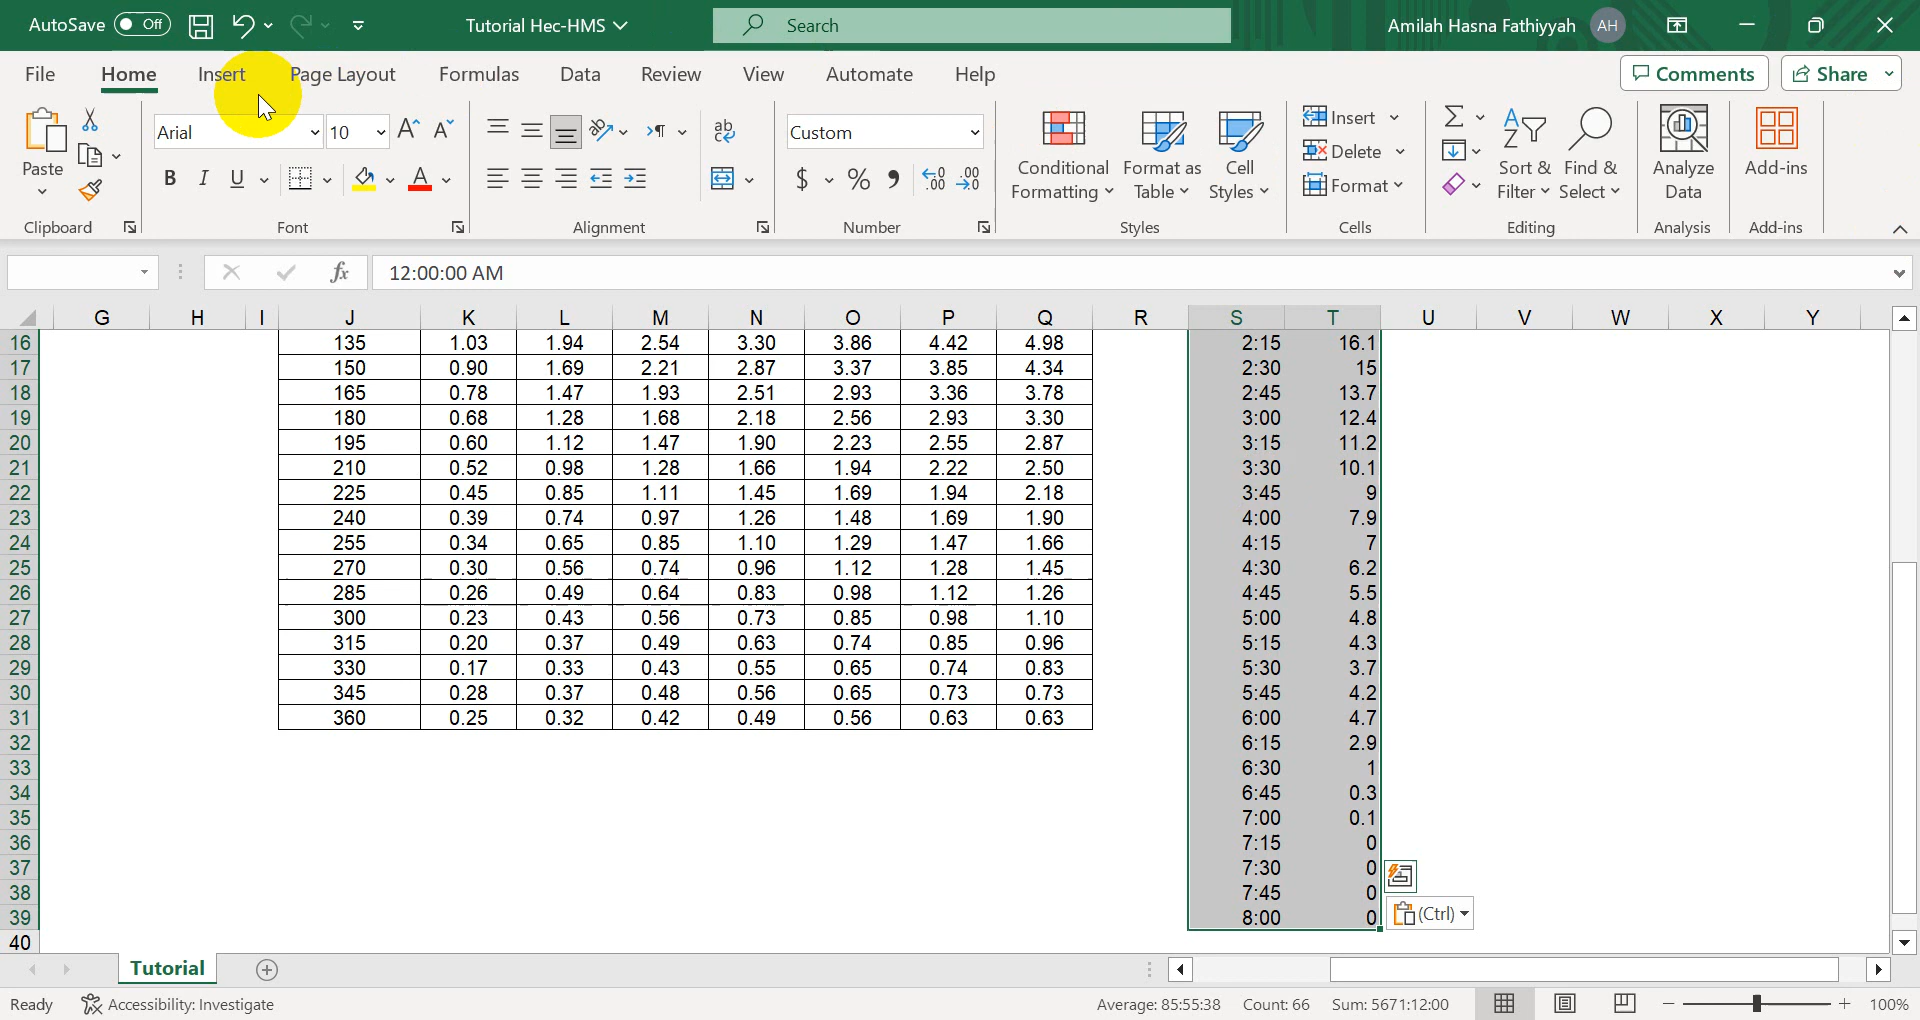 AutoSave Off Tutorial Hec-HMS Search Amilah Hasna Fathiyyah AH
File Home Insert Page Layout Formulas Data Review View Automate Help Comments Share
Paste Arial 10 Custom Insert
B I U $ % Conditional Formatting Format as Table Cell Styles Delete Format Sort & Filter Find & Select Analyze Data Add-ins
Clipboard Font Alignment Number Styles Cells Editing Analysis Add-ins
fx 12:00:00 AM
G H I J K L M N O P Q R S T U V W X Y
16 135 1.03 1.94 2.54 3.30 3.86 4.42 4.98 2:15 16.1
17 150 0.90 1.69 2.21 2.87 3.37 3.85 4.34 2:30 15
18 165 0.78 1.47 1.93 2.51 2.93 3.36 3.78 2:45 13.7
19 180 0.68 1.28 1.68 2.18 2.56 2.93 3.30 3:00 12.4
20 195 0.60 1.12 1.47 1.90 2.23 2.55 2.87 3:15 11.2
21 210 0.52 0.98 1.28 1.66 1.94 2.22 2.50 3:30 10.1
22 225 0.45 0.85 1.11 1.45 1.69 1.94 2.18 3:45 9
23 240 0.39 0.74 0.97 1.26 1.48 1.69 1.90 4:00 7.9
24 255 0.34 0.65 0.85 1.10 1.29 1.47 1.66 4:15 7
25 270 0.30 0.56 0.74 0.96 1.12 1.28 1.45 4:30 6.2
26 285 0.26 0.49 0.64 0.83 0.98 1.12 1.26 4:45 5.5
27 300 0.23 0.43 0.56 0.73 0.85 0.98 1.10 5:00 4.8
28 315 0.20 0.37 0.49 0.63 0.74 0.85 0.96 5:15 4.3
29 330 0.17 0.33 0.43 0.55 0.65 0.74 0.83 5:30 3.7
30 345 0.28 0.37 0.48 0.56 0.65 0.73 0.73 5:45 4.2
31 360 0.25 0.32 0.42 0.49 0.56 0.63 0.63 6:00 4.7
32 6:15 2.9
33 6:30 1
34 6:45 0.3
35 7:00 0.1
36 7:15 0
37 7:30 0
38 7:45 0
39 8:00 0 (Ctrl)
40
Tutorial
Ready Accessibility: Investigate Average: 85:55:38 Count: 66 Sum: 5671:12:00 100%